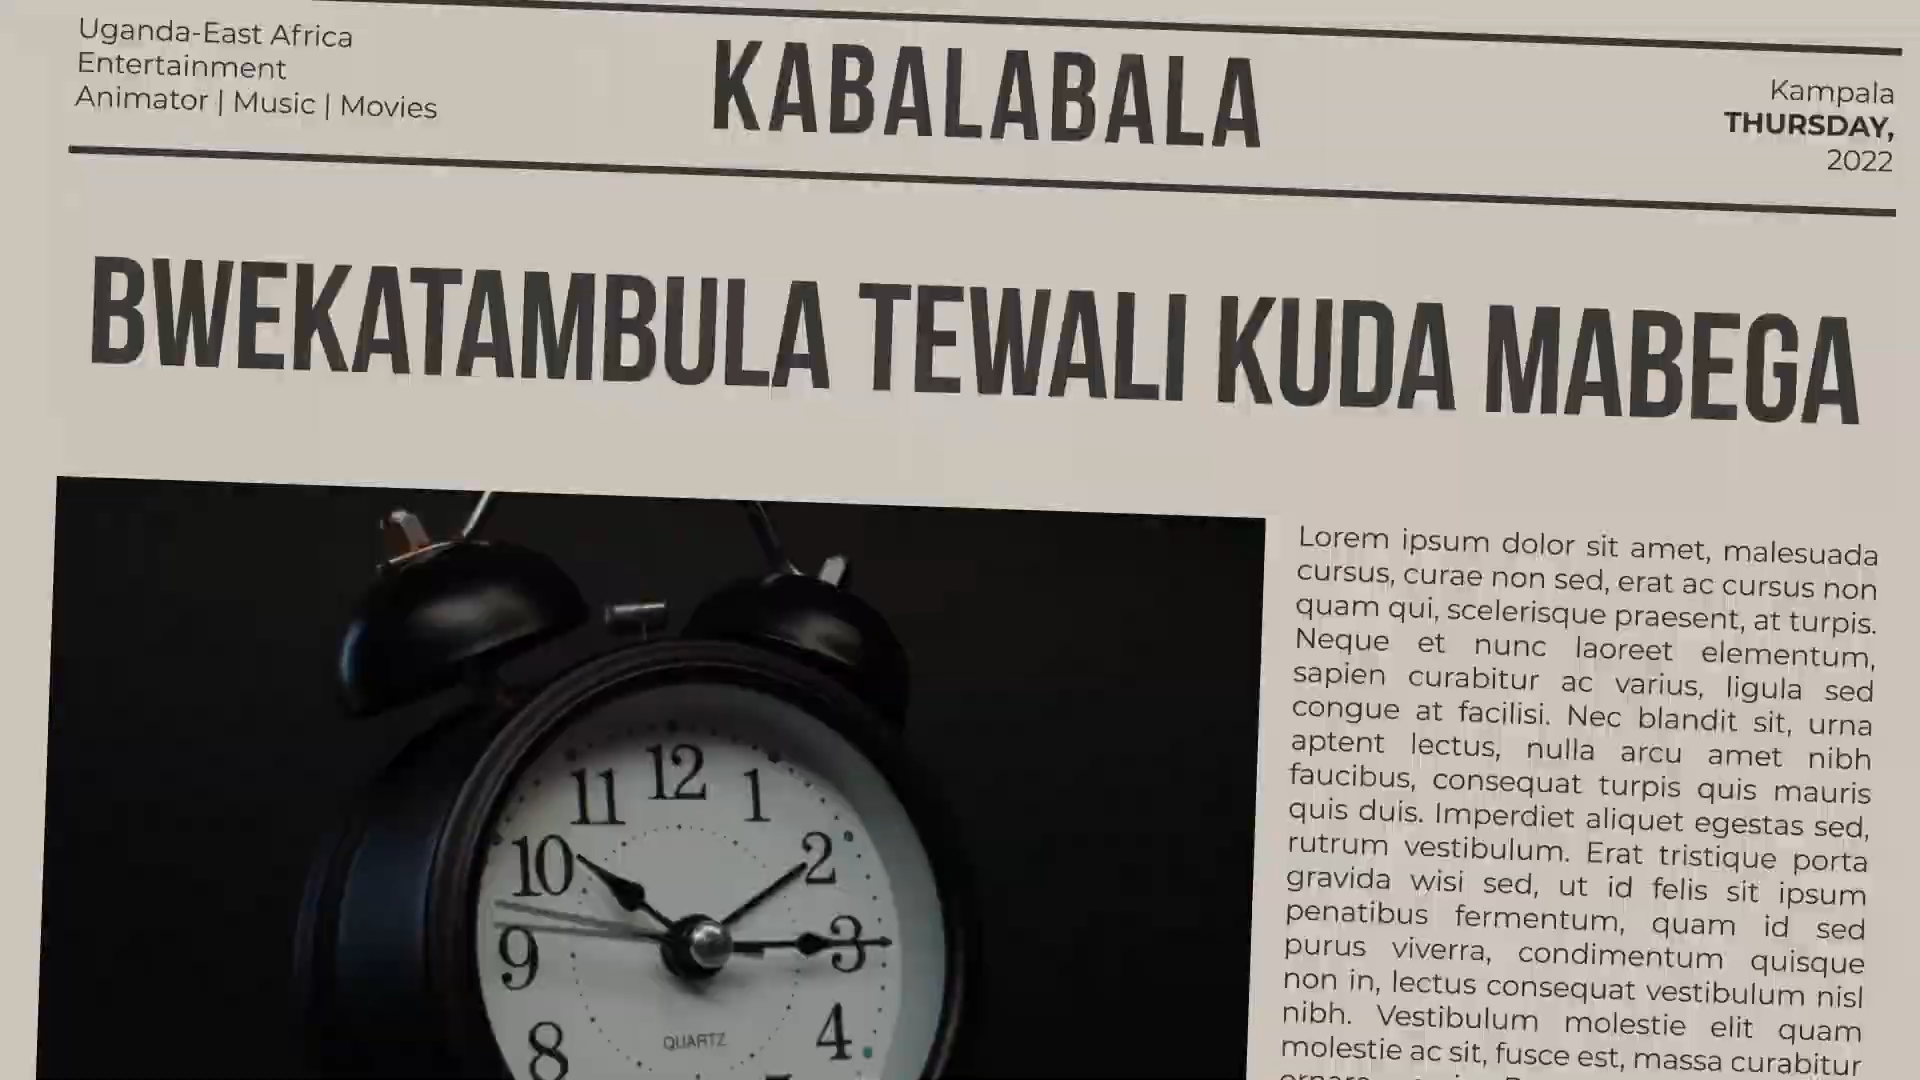 Uganda-East Africa
Entertainment
Animator | Music | Movies
KABALABALA
Kampala
THURSDAY,
2022
BWEKATAMBULA TEWALI KUDA MABEGA
Lorem ipsum dolor sit amet, malesuada
cursus, curae non sed, erat ac cursus non
quam qui, scelerisque praesent, at turpis.
Neque et nunc laoreet elementum,
sapien curabitur ac varius, ligula sed
congue at facilisi. Nec blandit sit, urna
aptent lectus, nulla arcu amet nibh
faucibus, consequat turpis quis mauris
quis duis. Imperdiet aliquet egestas sed,
rutrum vestibulum. Erat tristique porta
gravida wisi sed, ut id felis sit ipsum
penatibus fermentum, quam id sed
purus viverra, condimentum quisque
non in, lectus consequat vestibulum nisl
nibh. Vestibulum molestie elit quam
molestie ac sit, fusce est, massa curabitur
12
11
1
10
2
9
3
8
4
QUARTZ